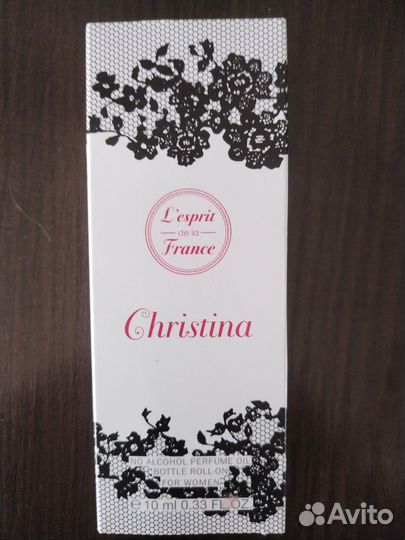 L'esprit
de la
France
Christina
NO ALCOHOL PERFUME OIL
BOTTLE ROLL-ON
FOR WOMEN
℮ 10 ml 0.33 FL.OZ
Avito